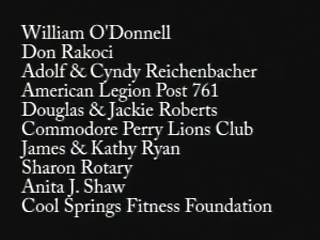 William O'Donnell
Don Rakoci
Adolf & Cyndy Reichenbacher
American Legion Post 761
Douglas & Jackie Roberts
Commodore Perry Lions Club
James & Kathy Ryan
Sharon Rotary
Anita J. Shaw
Cool Springs Fitness Foundation